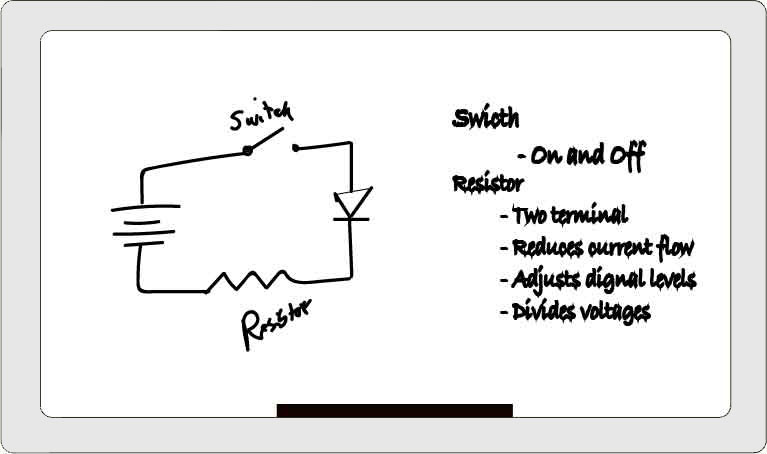 Switch
Resistor
Swicth
- On and Off
Resistor
- Two terminal
- Reduces current flow
- Adjusts dignal levels
- Divides voltages